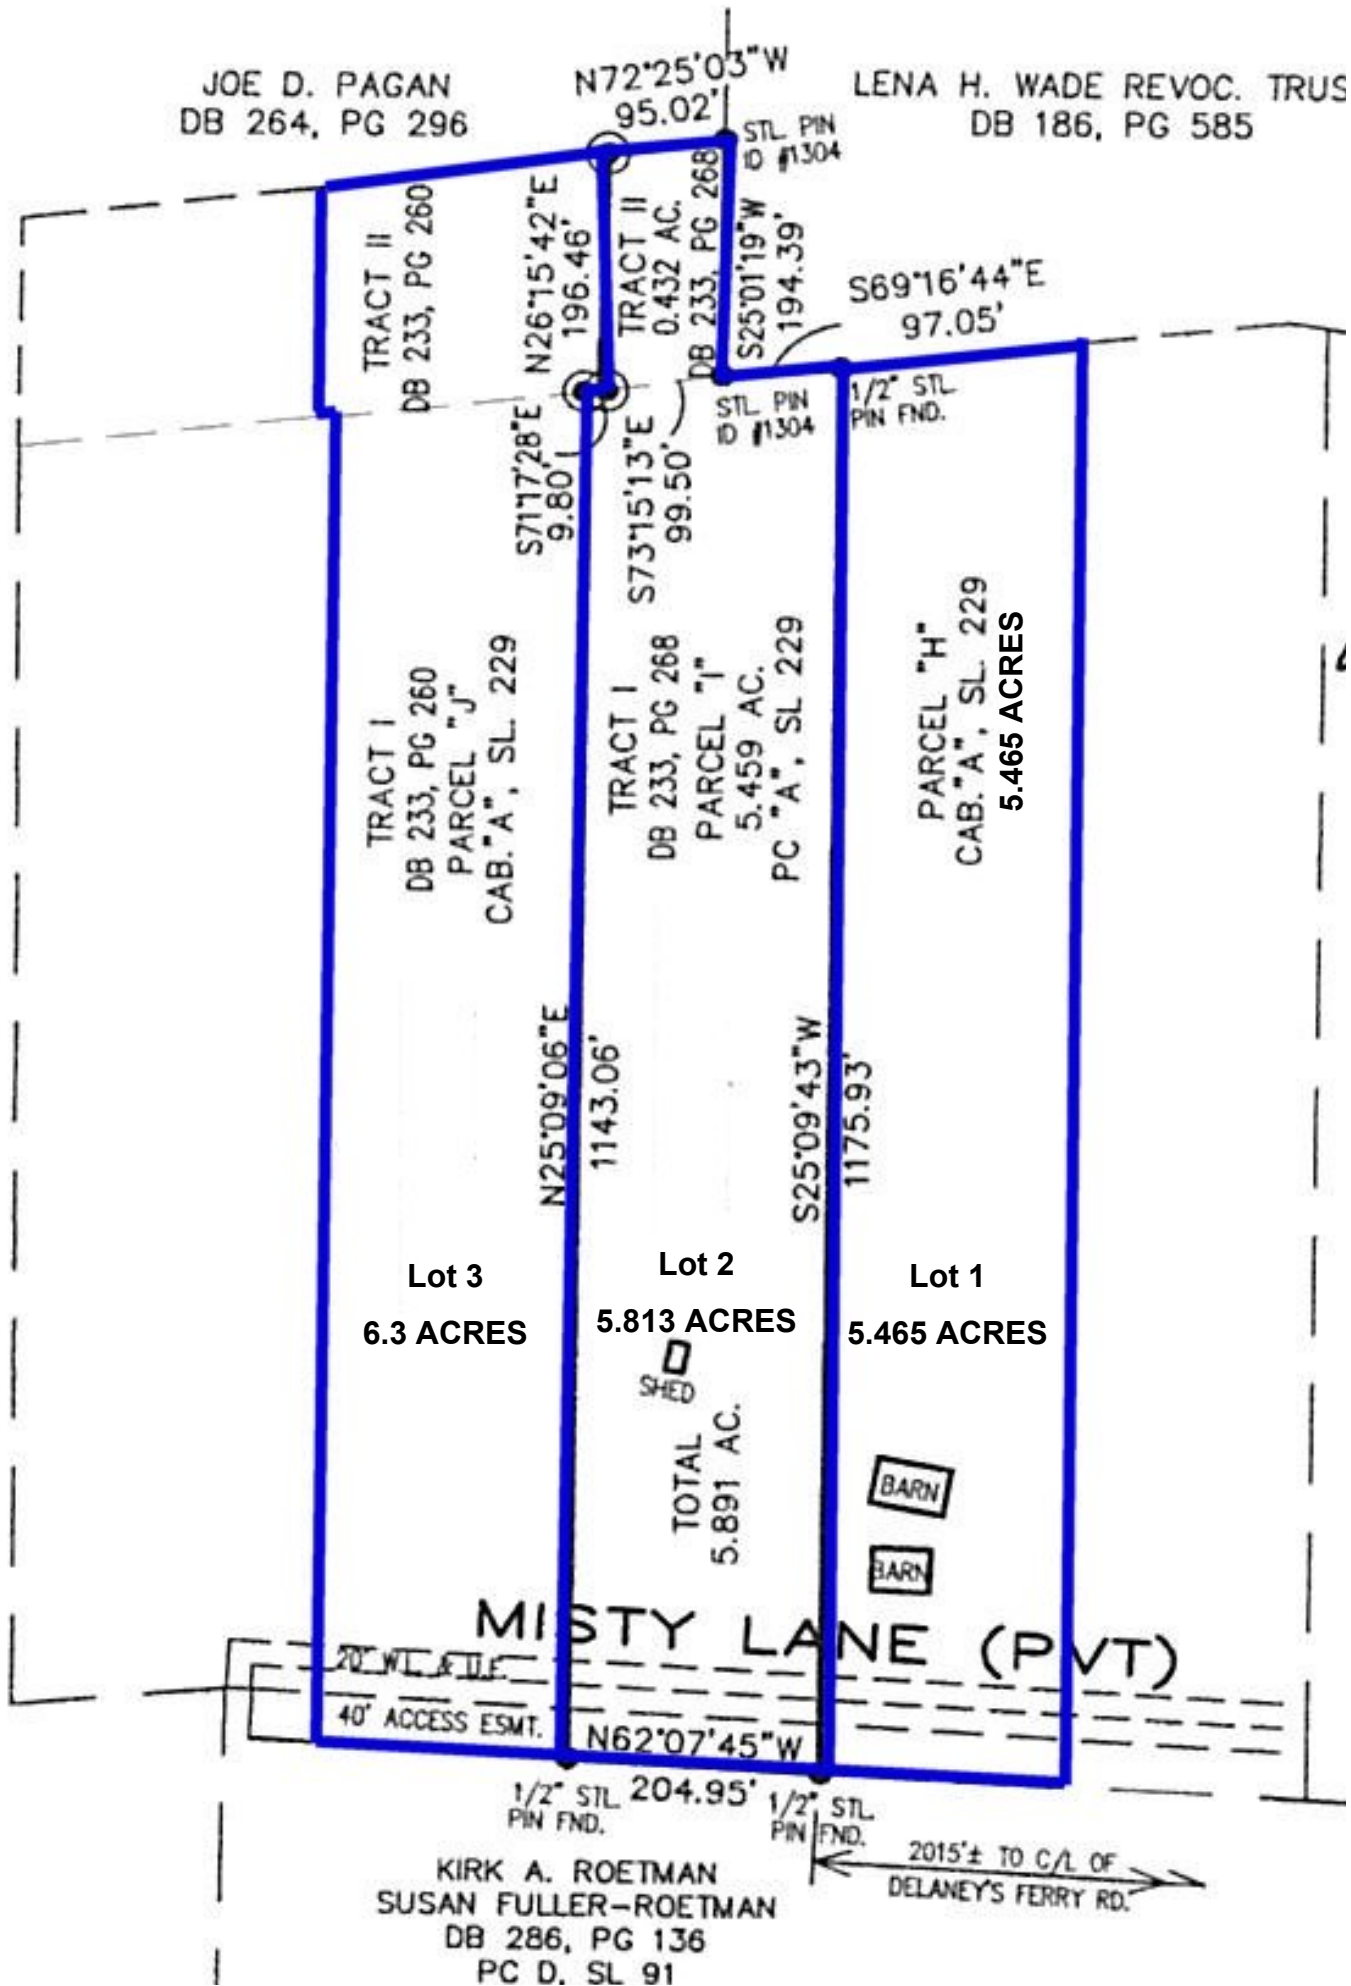 JOE D. PAGAN
DB 264, PG 296
N72°25'03"W
95.02'
LENA H. WADE REVOC. TRUS
DB 186, PG 585
STL. PIN
ID #1304
TRACT II
DB 233, PG 260
N26°15'42"E
196.46'
TRACT II
0.432 AC.
DB 233, PG 268
S25°01'19"W
194.39'
S69°16'44"E
97.05'
STL. PIN
ID #1304
1/2" STL.
PIN FND.
S71°17'28"E
9.80'
S73°15'13"E
99.50'
TRACT I
DB 233, PG 260
PARCEL "J"
CAB."A", SL. 229
TRACT I
DB 233, PG 268
PARCEL "I"
5.459 AC.
PC "A", SL 229
PARCEL "H"
CAB."A", SL. 229
5.465 ACRES
N25°09'06"E
1143.06'
S25°09'43"W
1175.93'
Lot 3
6.3 ACRES
Lot 2
5.813 ACRES
Lot 1
5.465 ACRES
SHED
TOTAL
5.891 AC.
BARN
BARN
MISTY LANE (PVT)
20' WL & U.E.
40' ACCESS ESMT.
N62°07'45"W
204.95'
1/2" STL.
PIN FND.
1/2" STL.
PIN FND.
2015'± TO C/L OF
DELANEY'S FERRY RD.
KIRK A. ROETMAN
SUSAN FULLER-ROETMAN
DB 286, PG 136
PC D, SL 91